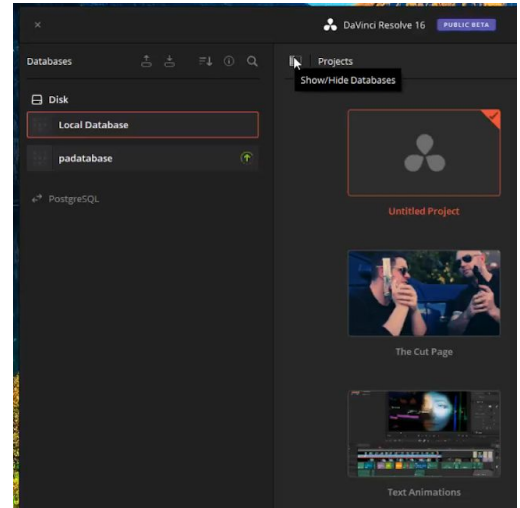 DaVinci Resolve 16 PUBLIC BETA
Databases
Projects
Show/Hide Databases
Disk
Local Database
padatabase
PostgreSQL
Untitled Project
The Cut Page
Text Animations